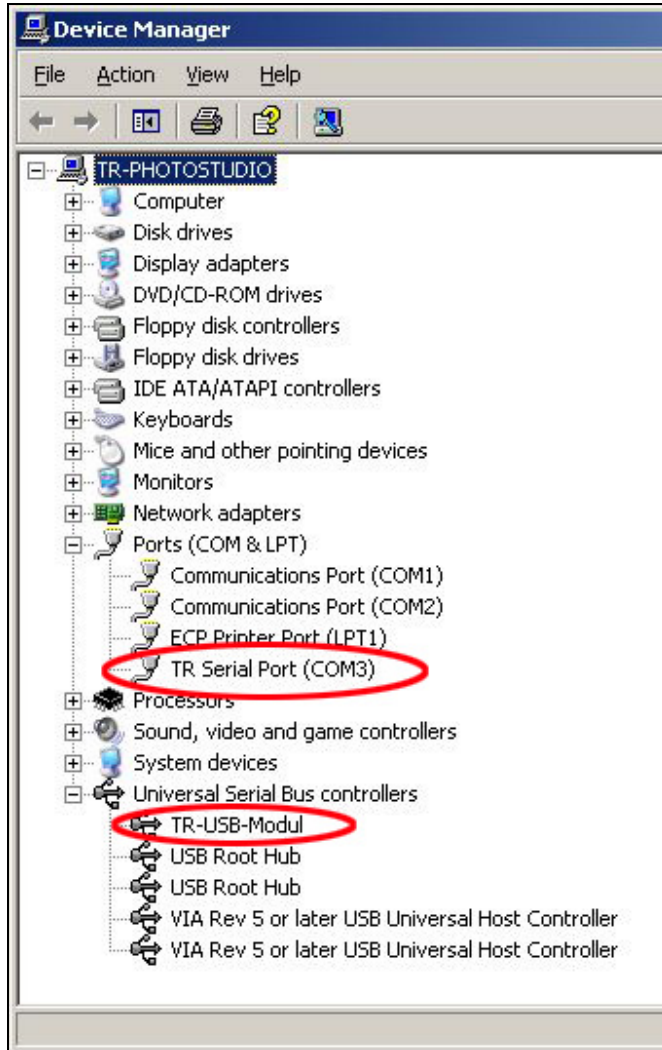 Device Manager
File Action View Help
TR-PHOTOSTUDIO
Computer
Disk drives
Display adapters
DVD/CD-ROM drives
Floppy disk controllers
Floppy disk drives
IDE ATA/ATAPI controllers
Keyboards
Mice and other pointing devices
Monitors
Network adapters
Ports (COM & LPT)
Communications Port (COM1)
Communications Port (COM2)
ECP Printer Port (LPT1)
TR Serial Port (COM3)
Processors
Sound, video and game controllers
System devices
Universal Serial Bus controllers
TR-USB-Modul
USB Root Hub
USB Root Hub
VIA Rev 5 or later USB Universal Host Controller
VIA Rev 5 or later USB Universal Host Controller